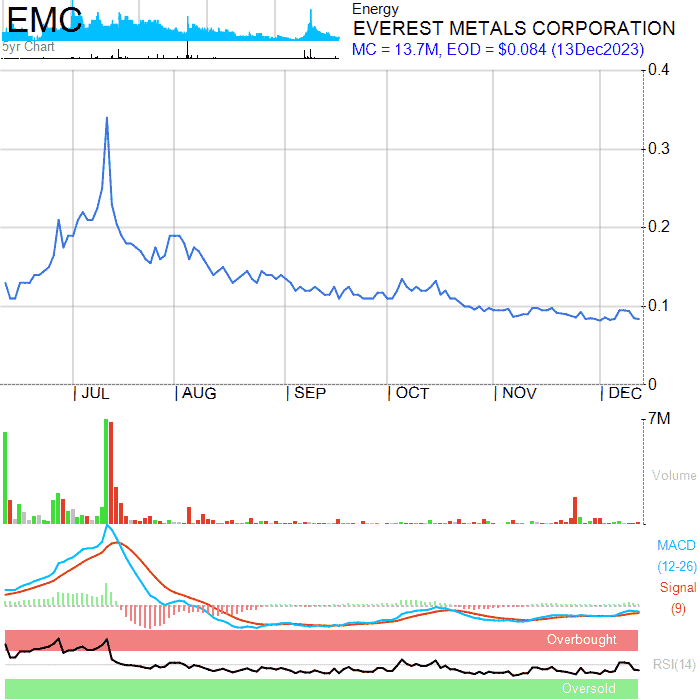 EMC
5yr Chart
Energy
EVEREST METALS CORPORATION
MC = 13.7M, EOD = $0.084 (13Dec2023)
0.4
0.3
0.2
0.1
0
JUL AUG SEP OCT NOV DEC
7M
Volume
MACD
(12-26)
Signal
(9)
Overbought
RSI(14)
Oversold